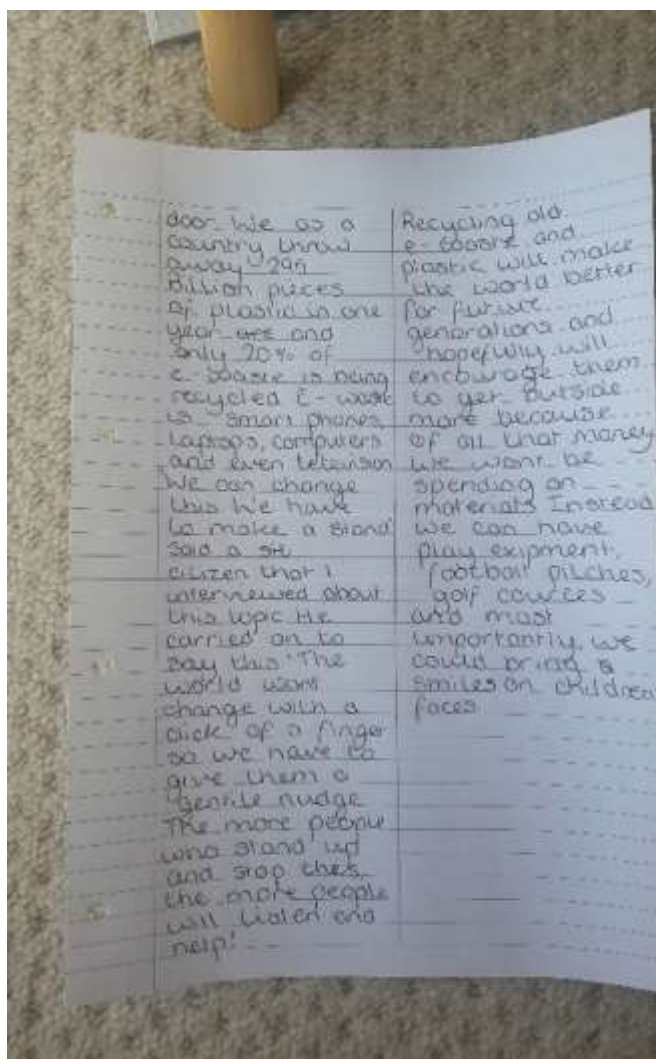 door. We as a
country throw
away 295
Billion pieces
of plastic in one
year and
only 20% of
e-waste is being
recycled E-waste
is smart phones,
Laptops, computers
and even television
We can change
this We have
to make a stand'
said a
citizen that I
interviewed about
this topic He
carried on to
say this "The
world wont
change with a
click of a finger
so we have to
give them a
gentle nudge
The more people
who stand up
and stop this,
the more people
will listen and
help!
Recycling old
e-waste and
plastic will make
the world better
for future
generations and
hopefully will
encourage them
to get outside
more because
of all that money
we wont be
spending on
materials Instead
we can have
play exipment,
football pitches,
golf cources
and most
importantly, we
could bring
smiles on children
faces